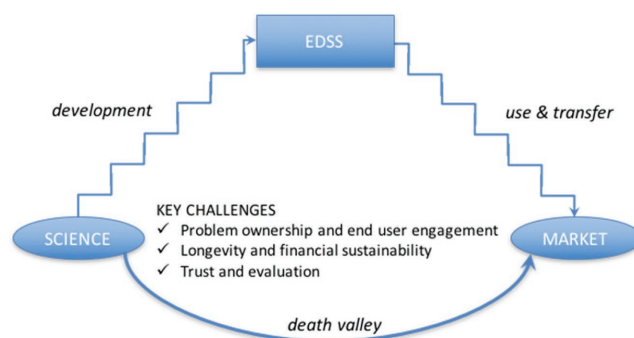 EDSS
development
use & transfer
KEY CHALLENGES
✓ Problem ownership and end user engagement
SCIENCE
✓ Longevity and financial sustainability
MARKET
✓ Trust and evaluation
death valley